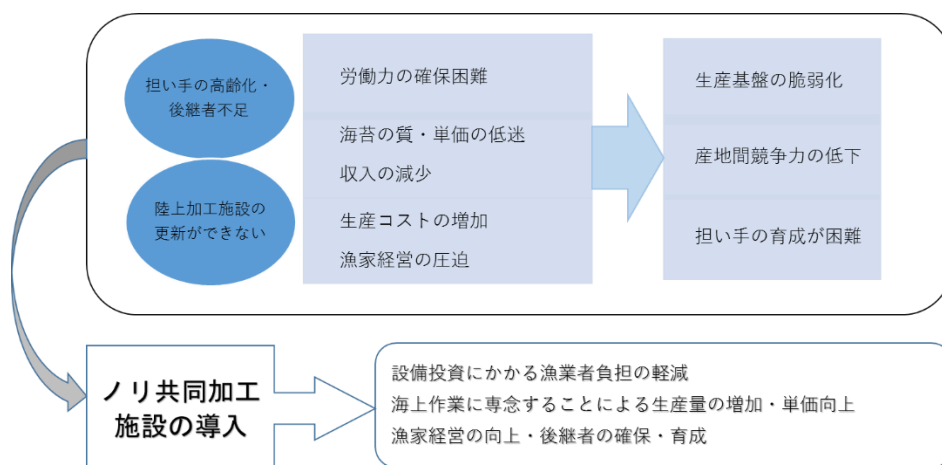 担い手の高齢化・
後継者不足
陸上加工施設の
更新ができない
労働力の確保困難
海苔の質・単価の低迷
収入の減少
生産コストの増加
漁家経営の圧迫
生産基盤の脆弱化
産地間競争力の低下
担い手の育成が困難
ノリ共同加工
施設の導入
設備投資にかかる漁業者負担の軽減
海上作業に専念することによる生産量の増加・単価向上
漁家経営の向上・後継者の確保・育成